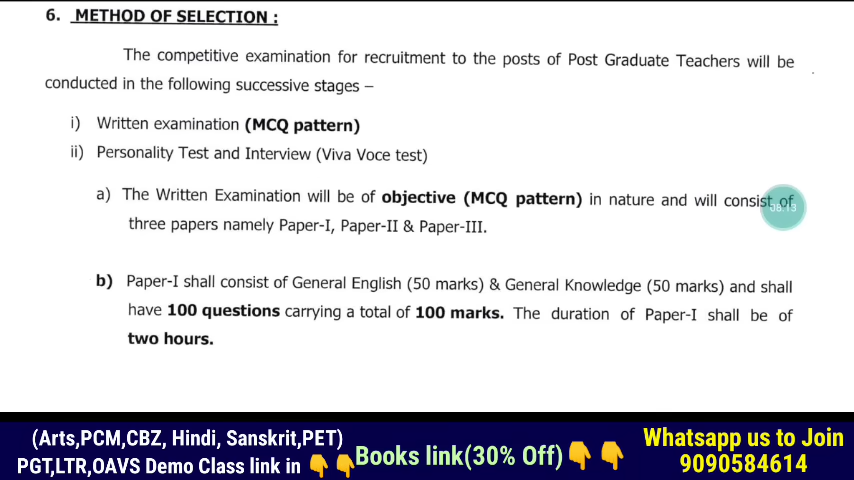 6. METHOD OF SELECTION :
The competitive examination for recruitment to the posts of Post Graduate Teachers will be
conducted in the following successive stages –
i) Written examination (MCQ pattern)
ii) Personality Test and Interview (Viva Voce test)
a) The Written Examination will be of objective (MCQ pattern) in nature and will consist of
08:13
three papers namely Paper-I, Paper-II & Paper-III.
b) Paper-I shall consist of General English (50 marks) & General Knowledge (50 marks) and shall
have 100 questions carrying a total of 100 marks. The duration of Paper-I shall be of
two hours.
(Arts,PCM,CBZ, Hindi, Sanskrit,PET)
PGT,LTR,OAVS Demo Class link in 👇 👇
Books link(30% Off) 👇 👇
Whatsapp us to Join
9090584614